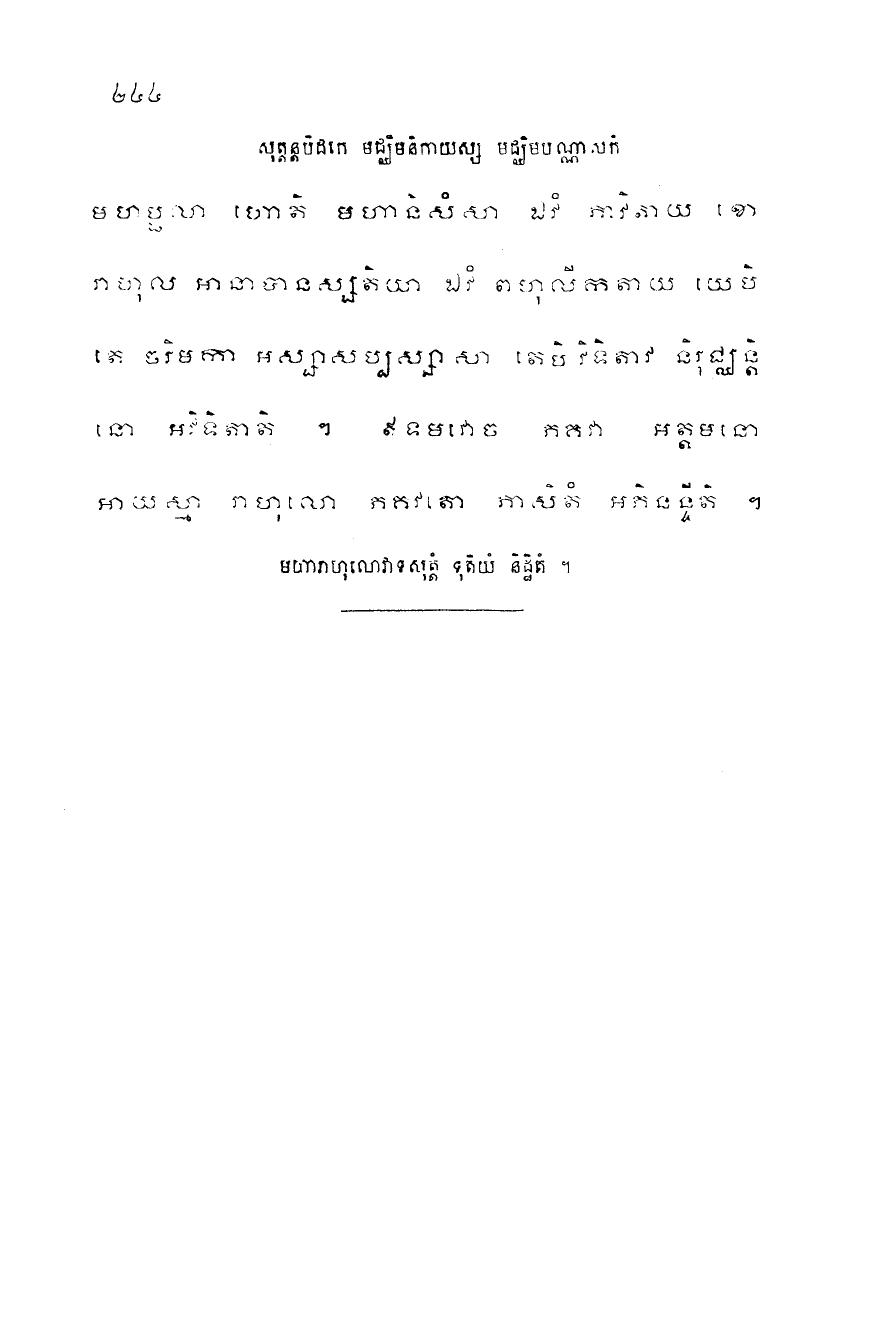 ២៤៤
សុត្តន្តបិដកេ មជ្ឈិមនិកាយស្ស មជ្ឈិមបណ្ណាសកំ
មហប្ផលា ហោតិ មហានិសំសា ឯវំ ភាវិតាយ ខោ
រាហុល អានាបានស្សតិយា ឯវំ ពហុលីកតាយ យេបិ
តេ ចរិមកា អស្សាសប្បស្សាសា តេបិ វិទិតាវ និរុជ្ឈន្តិ
នោ អវិទិតាតិ ។ ឥទមវោច ភគវា អត្តមនោ
អាយស្មា រាហុលោ ភគវតោ ភាសិតំ អភិនន្ទីតិ ។
មហារាហុលោវាទសុត្តំ ទុតិយំ និដ្ឋិតំ ។